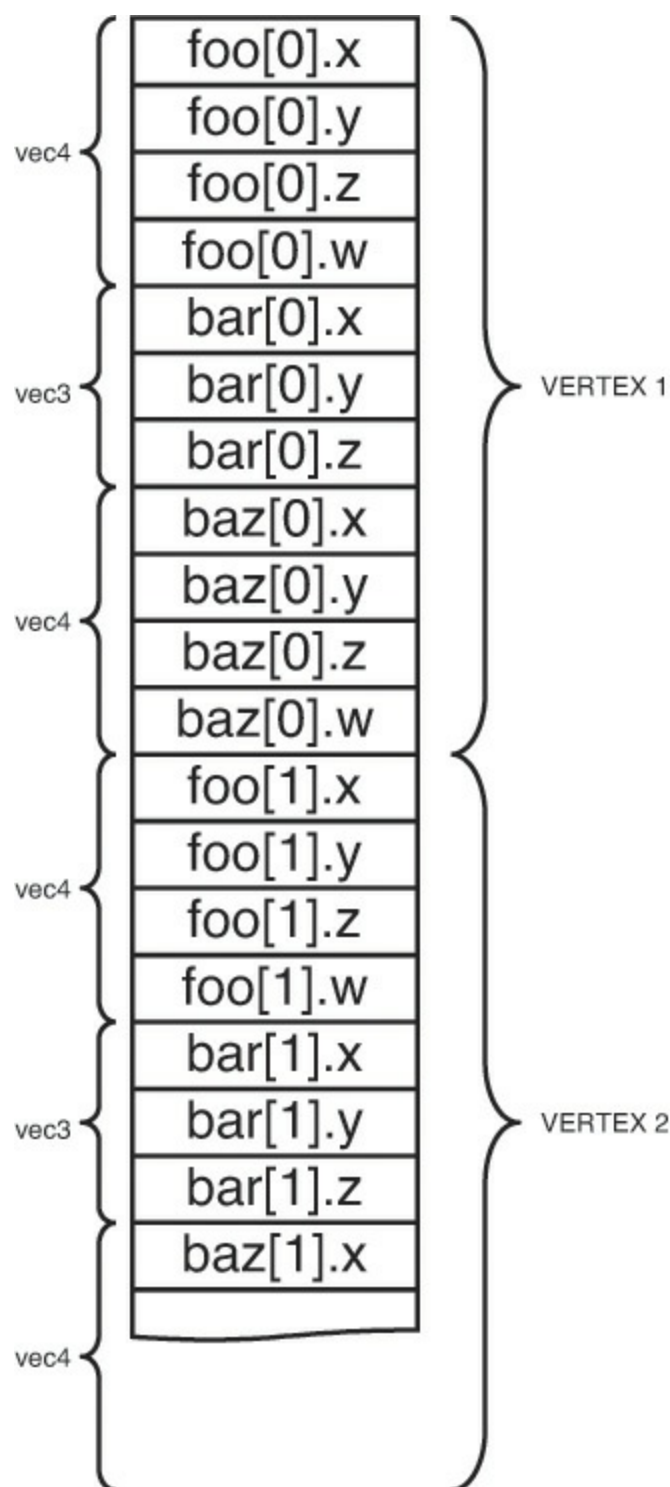 foo[0].x
foo[0].y
vec4
foo[0].z
foo[0].w
bar[0].x
vec3
bar[0].y
VERTEX 1
bar[0].z
baz[0].x
baz[0].y
vec4
baz[0].z
baz[0].w
foo[1].x
foo[1].y
vec4
foo[1].z
foo[1].w
bar[1].x
vec3
bar[1].y
VERTEX 2
bar[1].z
baz[1].x
vec4